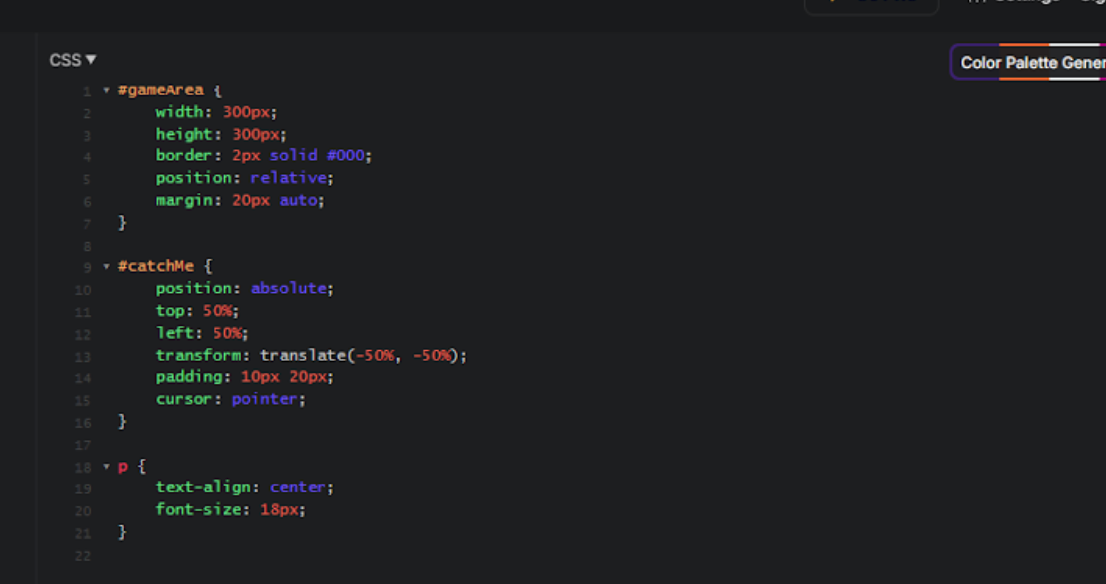 CSS ▼
Color Palette Gener
1 ▾ #gameArea {
2     width: 300px;
3     height: 300px;
4     border: 2px solid #000;
5     position: relative;
6     margin: 20px auto;
7 }
8
9 ▾ #catchMe {
10     position: absolute;
11     top: 50%;
12     left: 50%;
13     transform: translate(-50%, -50%);
14     padding: 10px 20px;
15     cursor: pointer;
16 }
17
18 ▾ p {
19     text-align: center;
20     font-size: 18px;
21 }
22